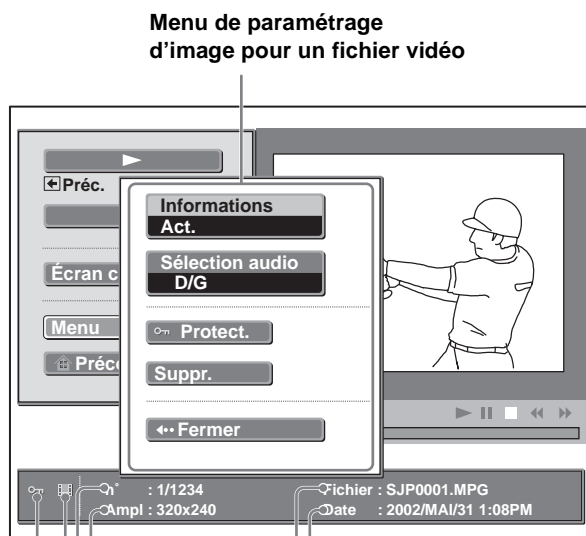 Menu de paramétrage
d'image pour un fichier vidéo
Préc.
Informations
Act.
Écran c
Sélection audio
D/G
Menu
Protect.
Préc
Suppr.
Fermer
n° : 1/1234
Fichier : SJP0001.MPG
Ampl : 320x240
Date : 2002/MAI/31 1:08PM